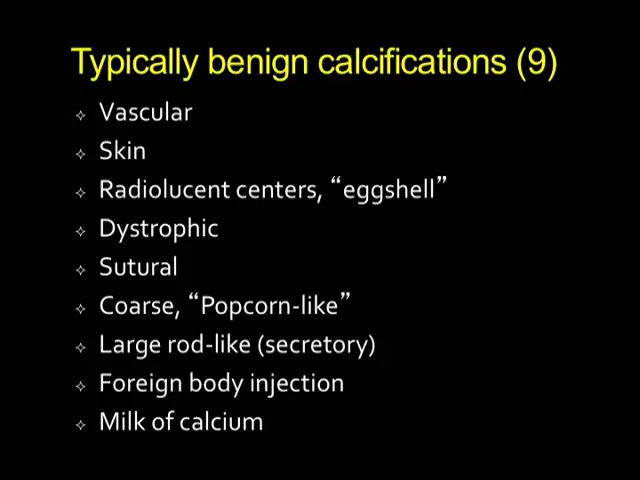 Typically benign calcifications (9)
Vascular
Skin
Radiolucent centers, “eggshell”
Dystrophic
Sutural
Coarse, “Popcorn-like”
Large rod-like (secretory)
Foreign body injection
Milk of calcium